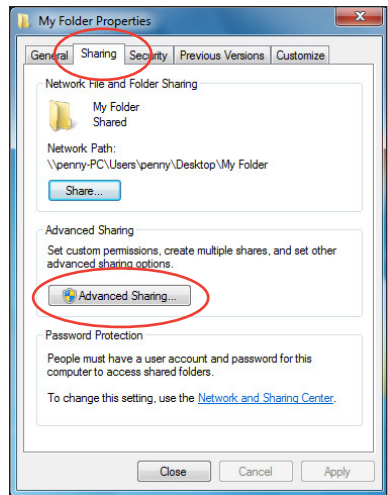 My Folder Properties
General Sharing Security Previous Versions Customize
Network File and Folder Sharing
My Folder
Shared
Network Path:
\\penny-PC\Users\penny\Desktop\My Folder
Share...
Advanced Sharing
Set custom permissions, create multiple shares, and set other
advanced sharing options.
Advanced Sharing...
Password Protection
People must have a user account and password for this
computer to access shared folders.
To change this setting, use the Network and Sharing Center.
Close Cancel Apply